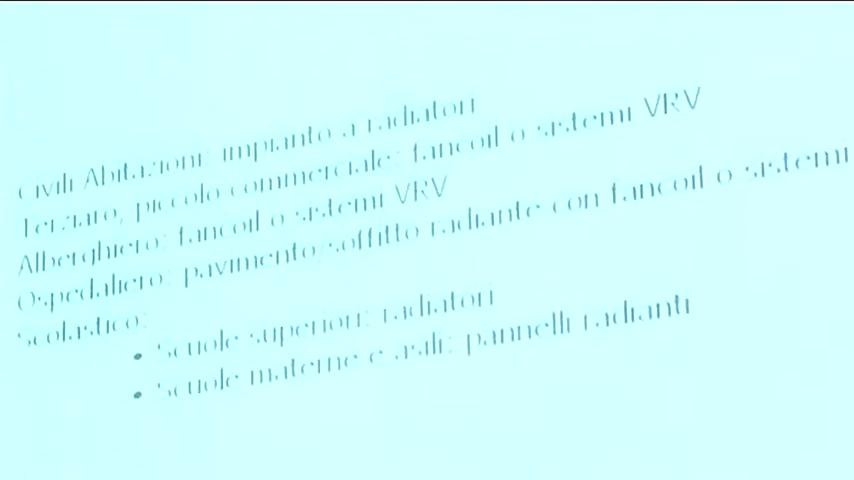 Civili Abitazioni: impianto a radiatori
Terziaro, piccolo commerciale: fancoil o sistemi VRV
Alberghiero: fancoil o sistemi VRV
Ospedaliero: pavimento/soffitto radiante con fancoil o sistemi
Scolastico:
• Scuole superiori: radiatori
• Scuole materne e asili: pannelli radianti